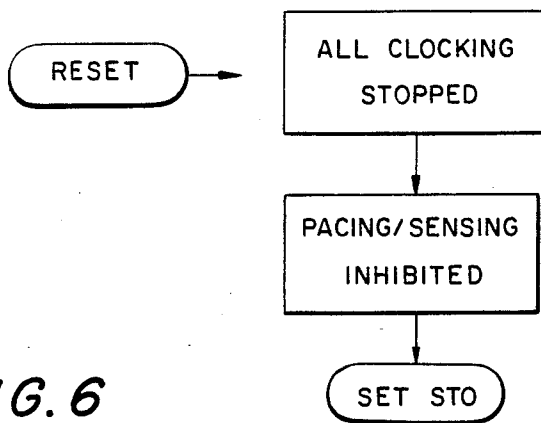 RESET
ALL CLOCKING
STOPPED
PACING/SENSING
INHIBITED
SET STO
G. 6